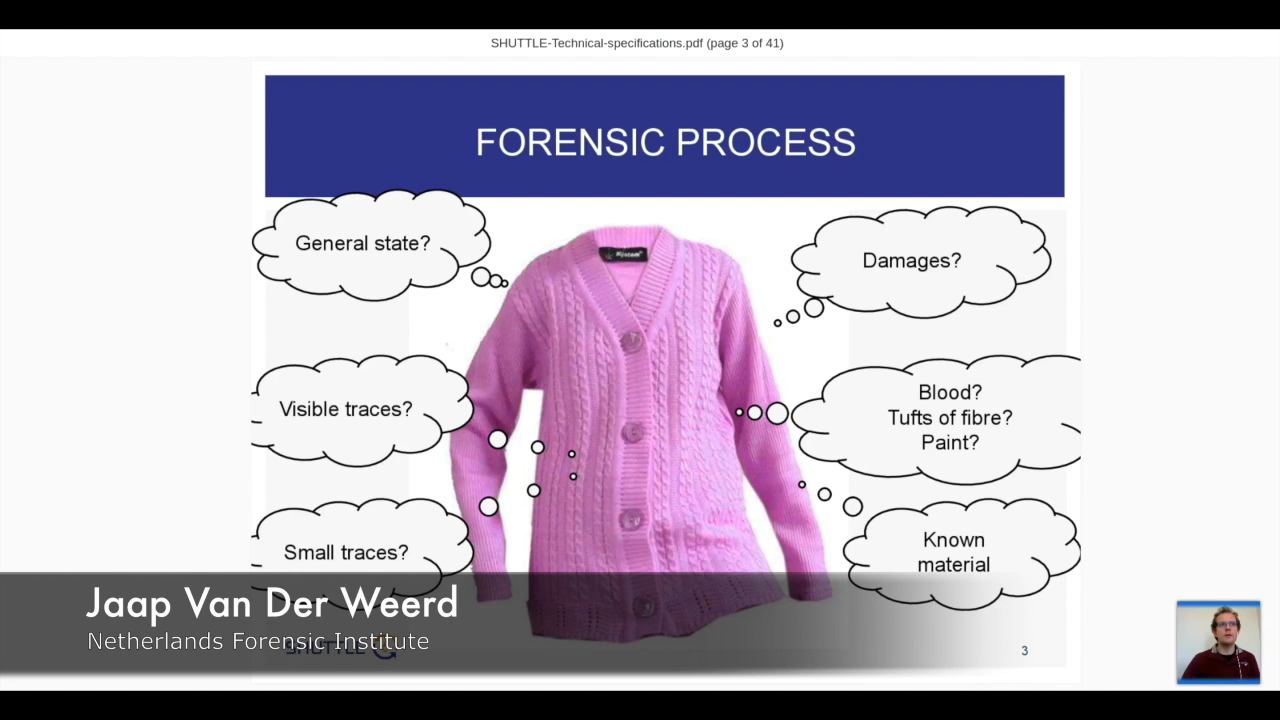 SHUTTLE-Technical-specifications.pdf (page 3 of 41)
FORENSIC PROCESS
General state?
Damages?
Visible traces?
Blood?
Tufts of fibre?
Paint?
Small traces?
Known
material
Jaap Van Der Weerd
Netherlands Forensic Institute
SHUTTLE
3